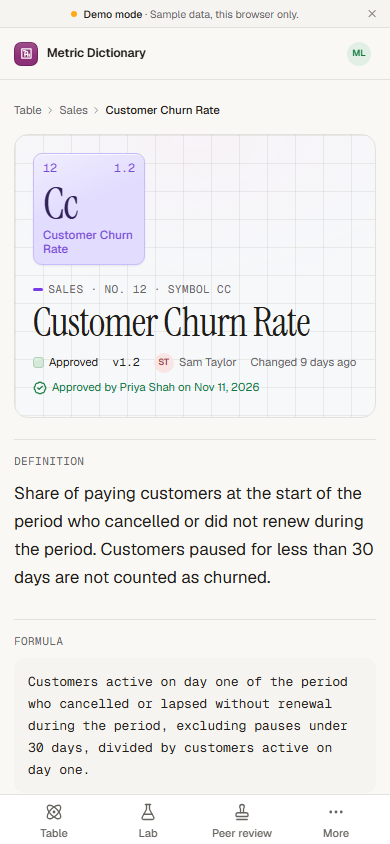 Demo mode · Sample data, this browser only.
Metric Dictionary
ML
Table > Sales > Customer Churn Rate
12 1.2
Cc
Customer Churn
Rate
SALES · NO. 12 · SYMBOL CC
Customer Churn Rate
Approved v1.2 ST Sam Taylor Changed 9 days ago
Approved by Priya Shah on Nov 11, 2026
DEFINITION
Share of paying customers at the start of the
period who cancelled or did not renew during
the period. Customers paused for less than 30
days are not counted as churned.
FORMULA
Customers active on day one of the period
who cancelled or lapsed without renewal
during the period, excluding pauses under
30 days, divided by customers active on
day one.
Table Lab Peer review More